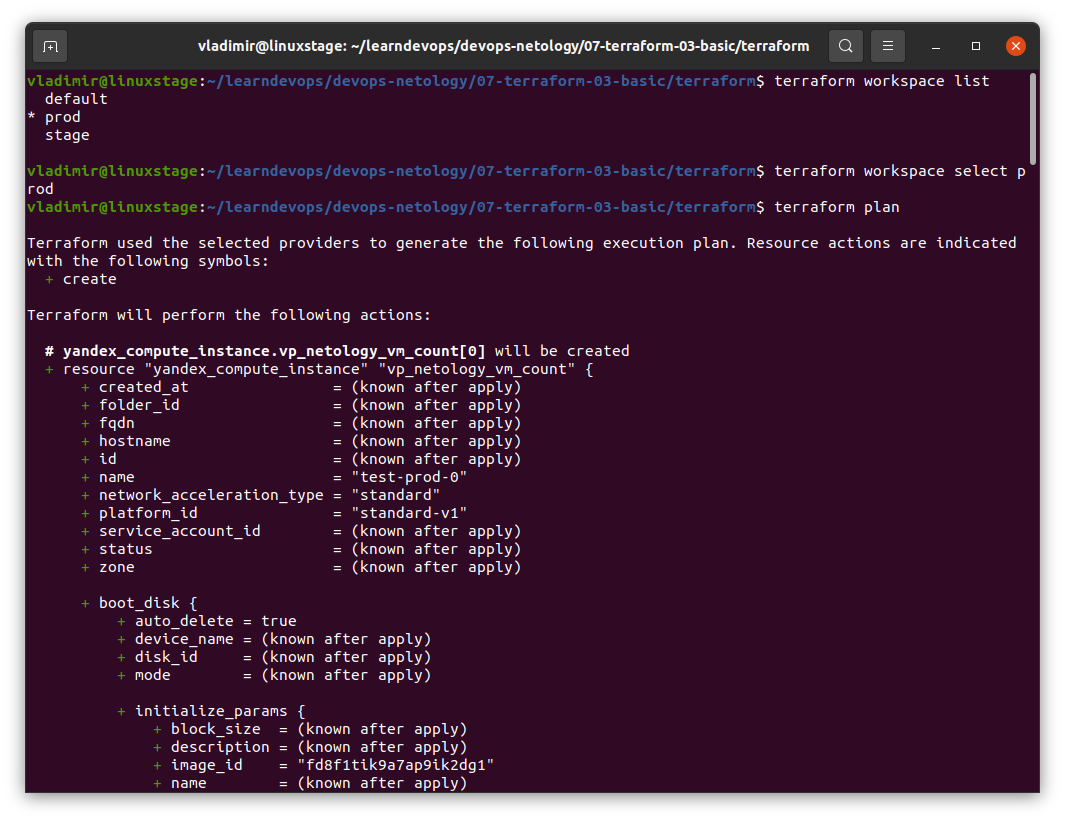 vladimir@linuxstage: ~/learndevops/devops-netology/07-terraform-03-basic/terraform
vladimir@linuxstage:~/learndevops/devops-netology/07-terraform-03-basic/terraform$ terraform workspace list
  default
* prod
  stage

vladimir@linuxstage:~/learndevops/devops-netology/07-terraform-03-basic/terraform$ terraform workspace select p
rod
vladimir@linuxstage:~/learndevops/devops-netology/07-terraform-03-basic/terraform$ terraform plan

Terraform used the selected providers to generate the following execution plan. Resource actions are indicated
with the following symbols:
  + create

Terraform will perform the following actions:

  # yandex_compute_instance.vp_netology_vm_count[0] will be created
  + resource "yandex_compute_instance" "vp_netology_vm_count" {
      + created_at                = (known after apply)
      + folder_id                 = (known after apply)
      + fqdn                      = (known after apply)
      + hostname                  = (known after apply)
      + id                        = (known after apply)
      + name                      = "test-prod-0"
      + network_acceleration_type = "standard"
      + platform_id               = "standard-v1"
      + service_account_id        = (known after apply)
      + status                    = (known after apply)
      + zone                      = (known after apply)

      + boot_disk {
          + auto_delete = true
          + device_name = (known after apply)
          + disk_id     = (known after apply)
          + mode        = (known after apply)

          + initialize_params {
              + block_size  = (known after apply)
              + description = (known after apply)
              + image_id    = "fd8f1tik9a7ap9ik2dg1"
              + name        = (known after apply)